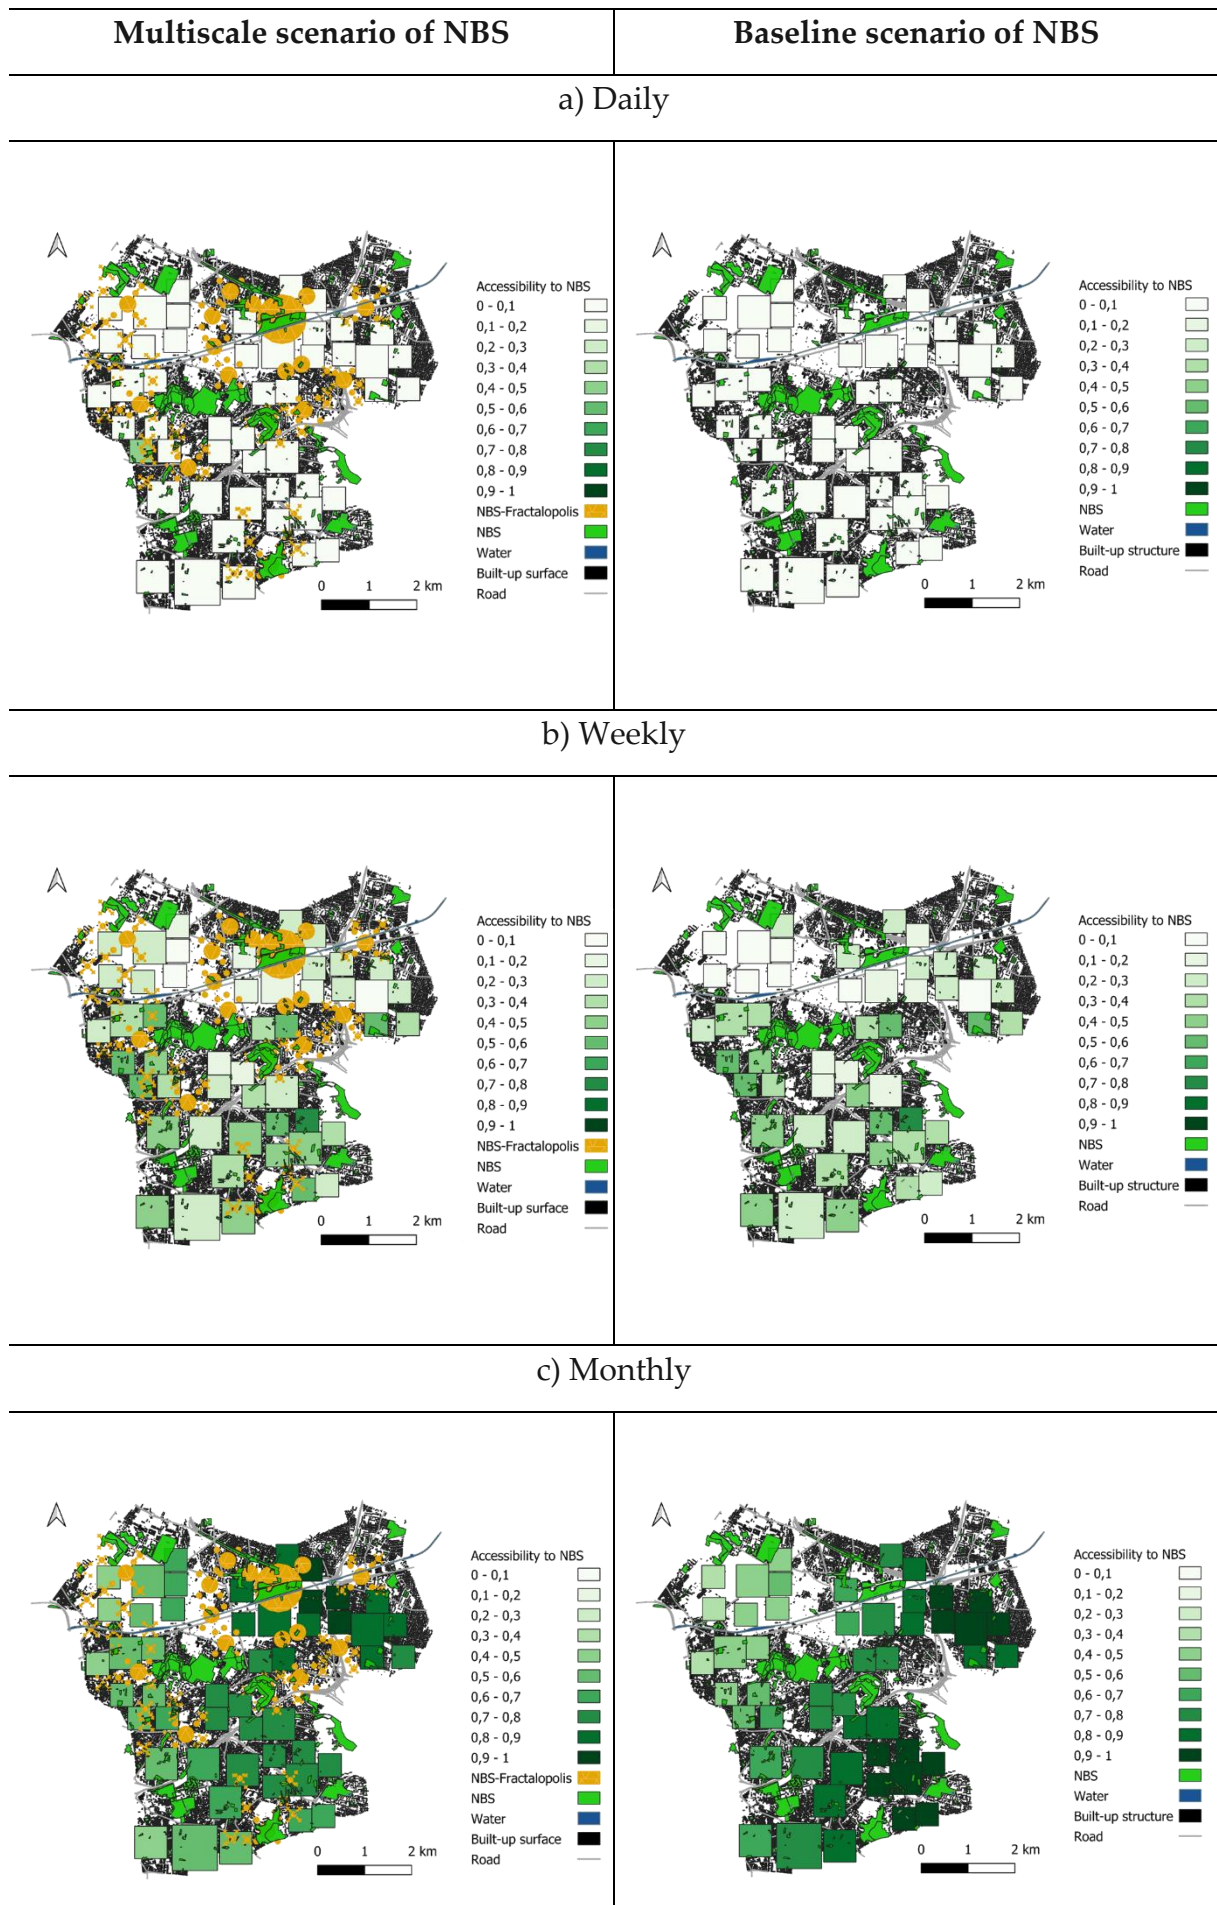 Multiscale scenario of NBS
Baseline scenario of NBS
a) Daily
Accessibility to NBS
0 - 0,1
0,1 - 0,2
0,2 - 0,3
0,3 - 0,4
0,4 - 0,5
0,5 - 0,6
0,6 - 0,7
0,7 - 0,8
0,8 - 0,9
0,9 - 1
NBS-Fractalopolis
NBS
Water
Built-up surface
Road
0 1 2 km
Accessibility to NBS
0 - 0,1
0,1 - 0,2
0,2 - 0,3
0,3 - 0,4
0,4 - 0,5
0,5 - 0,6
0,6 - 0,7
0,7 - 0,8
0,8 - 0,9
0,9 - 1
NBS
Water
Built-up structure
Road
0 1 2 km
b) Weekly
Accessibility to NBS
0 - 0,1
0,1 - 0,2
0,2 - 0,3
0,3 - 0,4
0,4 - 0,5
0,5 - 0,6
0,6 - 0,7
0,7 - 0,8
0,8 - 0,9
0,9 - 1
NBS-Fractalopolis
NBS
Water
Built-up surface
Road
0 1 2 km
Accessibility to NBS
0 - 0,1
0,1 - 0,2
0,2 - 0,3
0,3 - 0,4
0,4 - 0,5
0,5 - 0,6
0,6 - 0,7
0,7 - 0,8
0,8 - 0,9
0,9 - 1
NBS
Water
Built-up structure
Road
0 1 2 km
c) Monthly
Accessibility to NBS
0 - 0,1
0,1 - 0,2
0,2 - 0,3
0,3 - 0,4
0,4 - 0,5
0,5 - 0,6
0,6 - 0,7
0,7 - 0,8
0,8 - 0,9
0,9 - 1
NBS-Fractalopolis
NBS
Water
Built-up surface
Road
0 1 2 km
Accessibility to NBS
0 - 0,1
0,1 - 0,2
0,2 - 0,3
0,3 - 0,4
0,4 - 0,5
0,5 - 0,6
0,6 - 0,7
0,7 - 0,8
0,8 - 0,9
0,9 - 1
NBS
Water
Built-up structure
Road
0 1 2 km